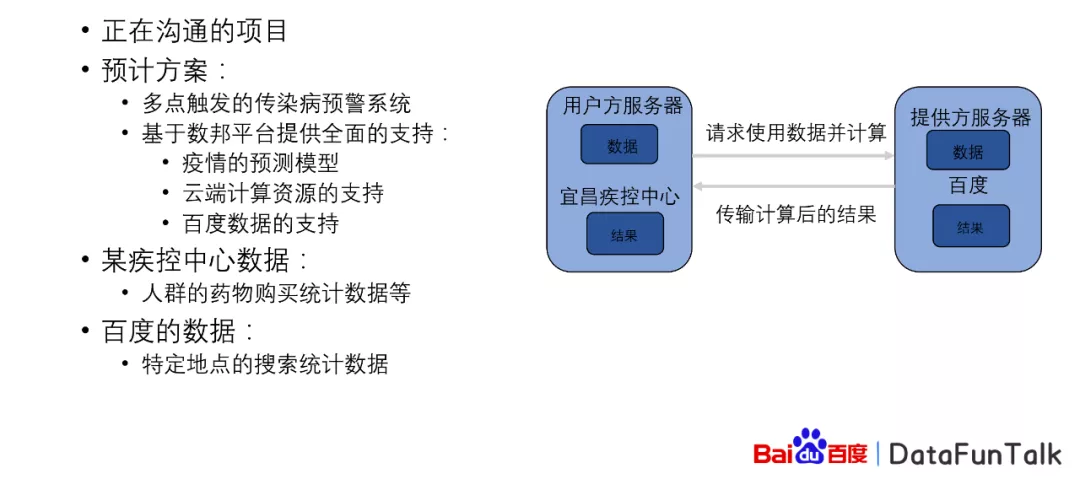 • 正在沟通的项目
• 预计方案：
• 多点触发的传染病预警系统
• 基于数邦平台提供全面的支持：
• 疫情的预测模型
• 云端计算资源的支持
• 百度数据的支持
• 某疾控中心数据：
• 人群的药物购买统计数据等
• 百度的数据：
• 特定地点的搜索统计数据
用户方服务器
数据
宜昌疾控中心
结果
请求使用数据并计算
传输计算后的结果
提供方服务器
数据
百度
结果
Bai du 百度 | DataFunTalk